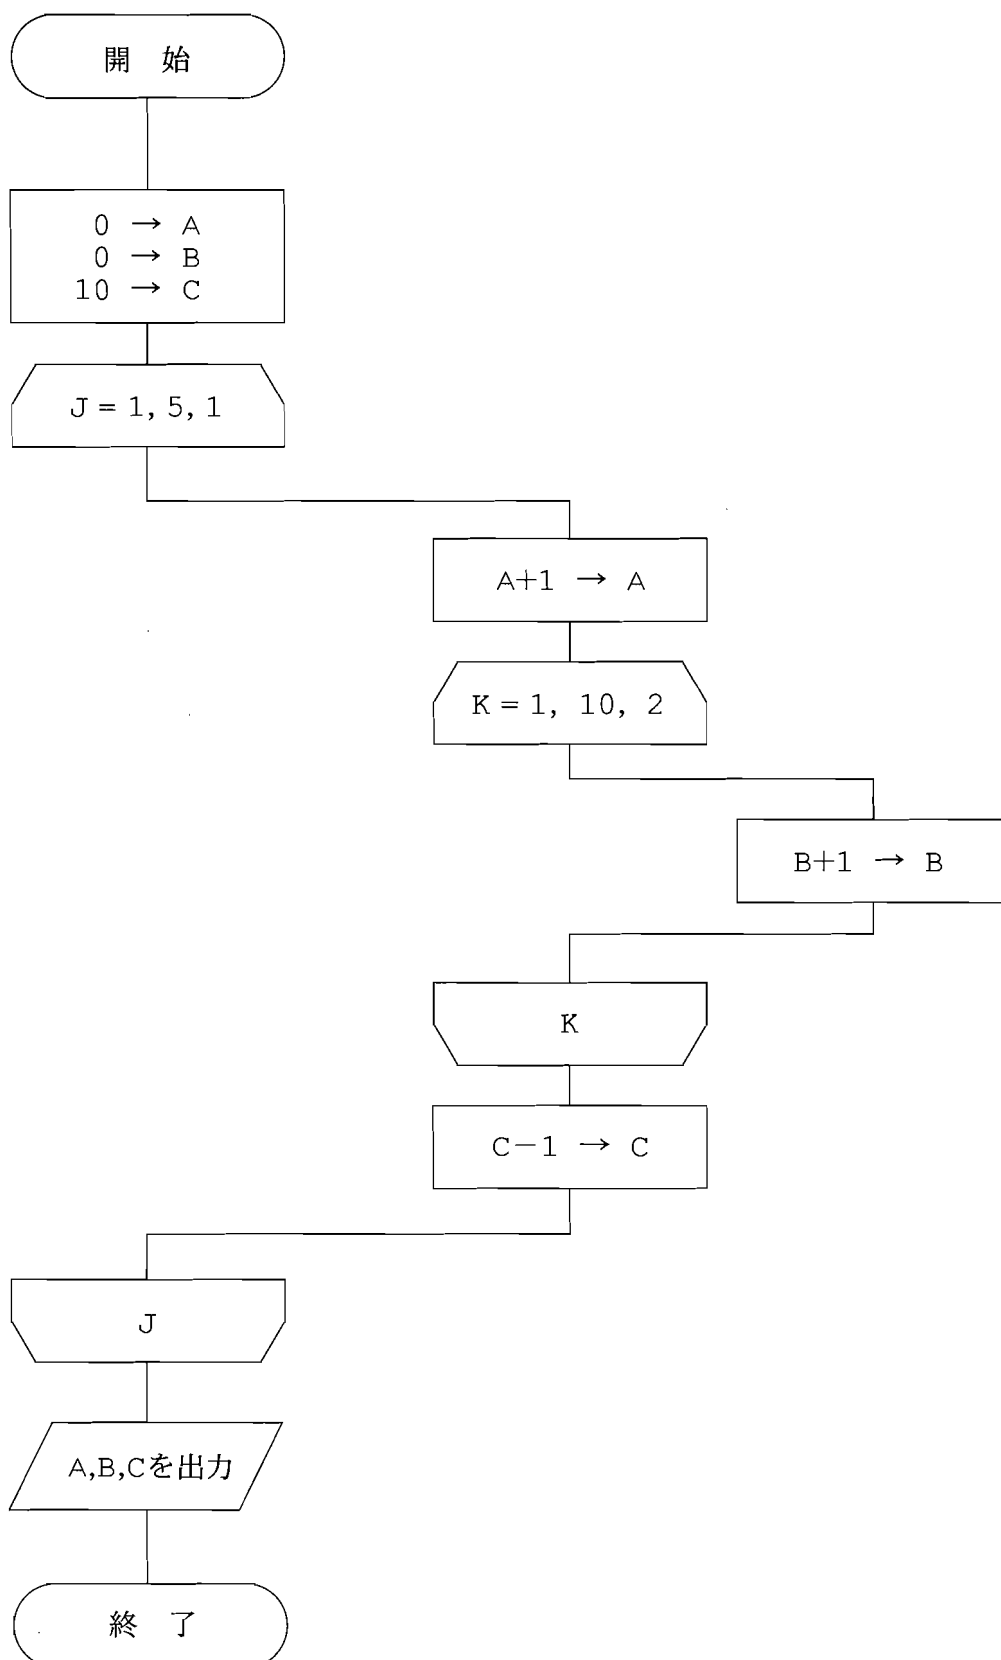 開 始
0 → A
0 → B
10 → C
J = 1, 5, 1
A+1 → A
K = 1, 10, 2
B+1 → B
K
C−1 → C
J
A,B,Cを出力
終 了